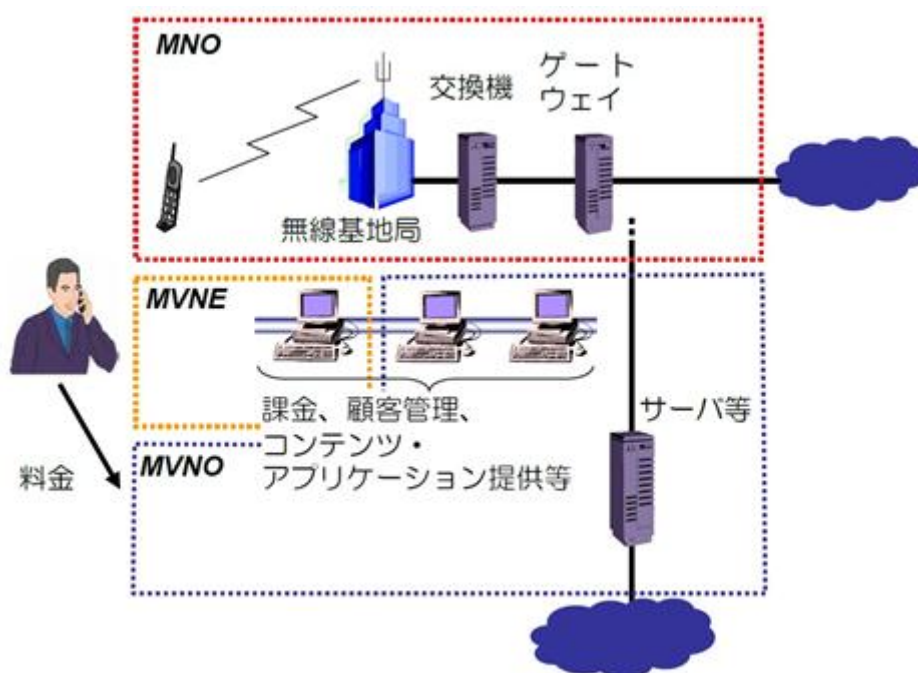 MNO
交換機
ゲート
ウェイ
無線基地局
MVNE
課金、顧客管理、
コンテンツ・
アプリケーション提供等
サーバ等
MVNO
料金